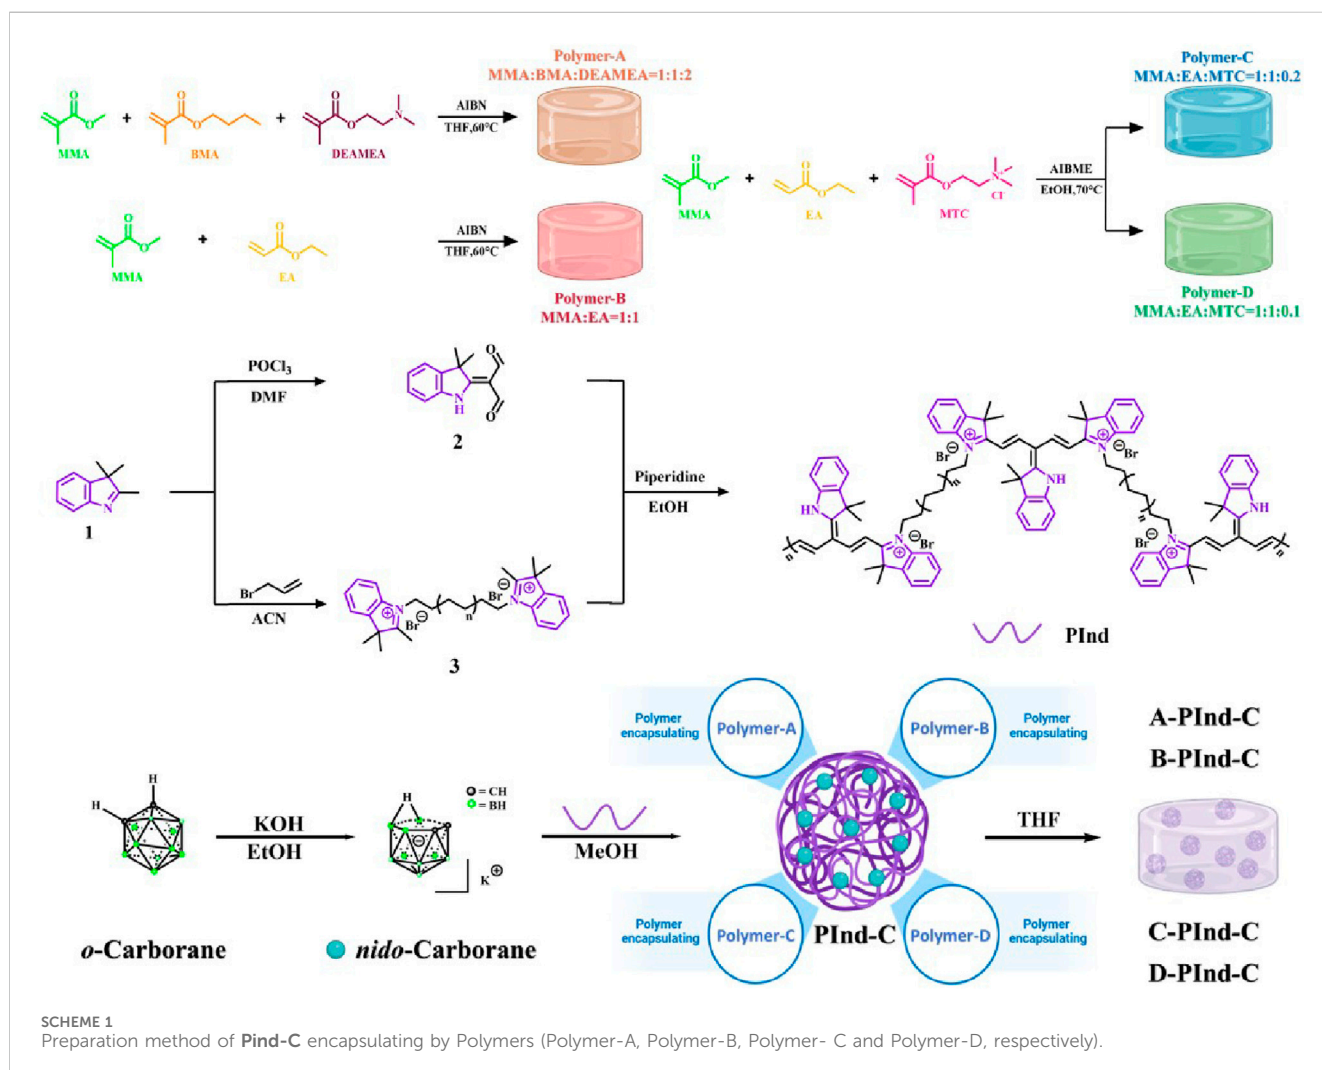 Polymer-A
MMA:BMA:DEAMEA=1:1:2
MMA
+
BMA
+
DEAMEA
AIBN
THF,60°C
MMA
+
EA
AIBN
THF,60°C
Polymer-B
MMA:EA=1:1
MMA
+
EA
+
MTC
Cl-
AIBME
EtOH,70°C
Polymer-C
MMA:EA:MTC=1:1:0.2
Polymer-D
MMA:EA:MTC=1:1:0.1
1
POCl3
DMF
2
Br
ACN
3
Piperidine
EtOH
PInd
o-Carborane
KOH
EtOH
= CH
= BH
K+
nido-Carborane
MeOH
Polymer encapsulating
Polymer-A
Polymer-B
Polymer encapsulating
Polymer encapsulating
Polymer-C
PInd-C
Polymer-D
Polymer encapsulating
THF
A-PInd-C
B-PInd-C
C-PInd-C
D-PInd-C
SCHEME 1
Preparation method of Pind-C encapsulating by Polymers (Polymer-A, Polymer-B, Polymer- C and Polymer-D, respectively).